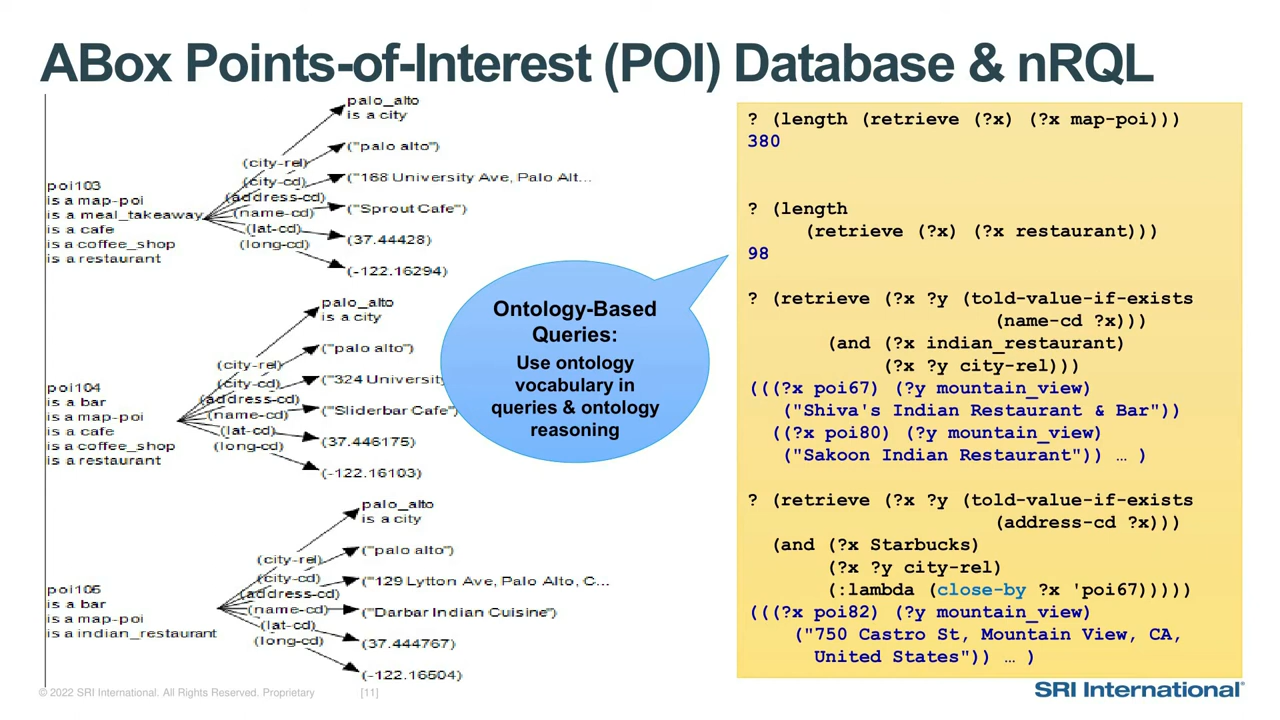 ABox Points-of-Interest (POI) Database & nRQL
palo_alto
is a city
(city-rel)
("palo alto")
(city-cd)
("168 University Ave, Palo Alt...
(address-cd)
poi103
is a map-poi
is a meal_takeaway
is a cafe
is a coffee_shop
is a restaurant
(name-cd)
("Sprout Cafe")
(lat-cd)
(37.44428)
(long-cd)
(-122.16294)
palo_alto
is a city
(city-rel)
("palo alto")
(city-cd)
("324 University
(address-cd)
poi104
is a bar
is a map-poi
is a cafe
is a coffee_shop
is a restaurant
(name-cd)
("Sliderbar Cafe")
(lat-cd)
(37.446175)
(long-cd)
(-122.16103)
palo_alto
is a city
(city-rel)
("palo alto")
(city-cd)
("129 Lytton Ave, Palo Alto, C...
(address-cd)
poi105
is a bar
is a map-poi
is a indian_restaurant
(name-cd)
("Darbar Indian Cuisine")
(lat-cd)
(37.444767)
(long-cd)
(-122.16504)
Ontology-Based
Queries:
Use ontology
vocabulary in
queries & ontology
reasoning
? (length (retrieve (?x) (?x map-poi)))
380
? (length
(retrieve (?x) (?x restaurant)))
98
? (retrieve (?x ?y (told-value-if-exists
(name-cd ?x)))
(and (?x indian_restaurant)
(?x ?y city-rel)))
(((?x poi67) (?y mountain_view)
("Shiva's Indian Restaurant & Bar"))
((?x poi80) (?y mountain_view)
("Sakoon Indian Restaurant")) … )
? (retrieve (?x ?y (told-value-if-exists
(address-cd ?x)))
(and (?x Starbucks)
(?x ?y city-rel)
(:lambda (close-by ?x 'poi67)))))
(((?x poi82) (?y mountain_view)
("750 Castro St, Mountain View, CA,
United States")) … )
© 2022 SRI International. All Rights Reserved. Proprietary
[11]
SRI International®